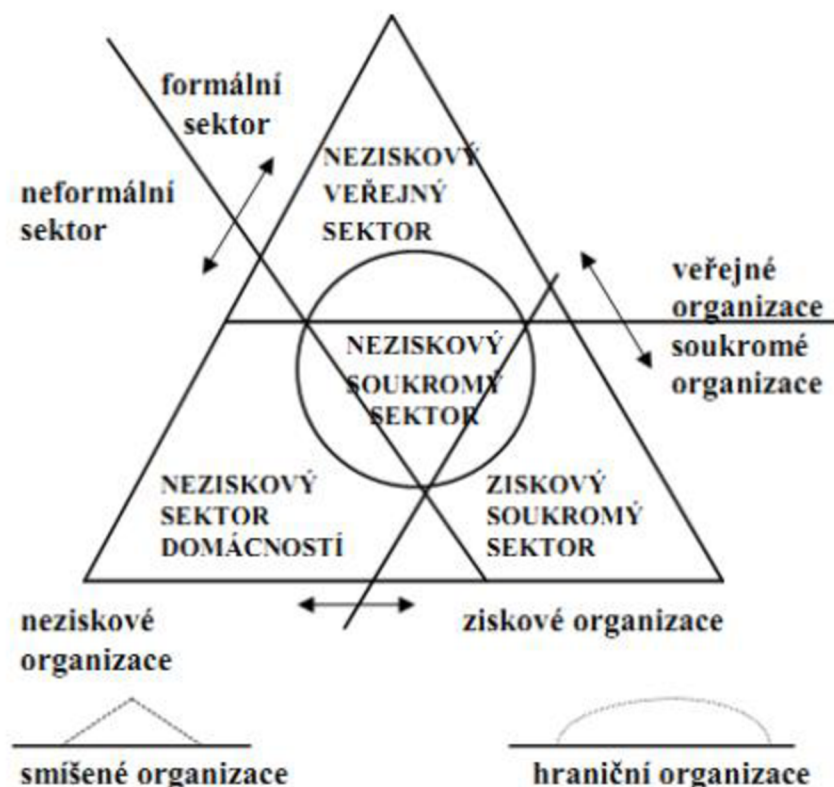 formální
sektor
neformální
sektor
NEZISKOVÝ
VEŘEJNÝ
SEKTOR
veřejné
organizace
soukromé
organizace
NEZISKOVÝ
SOUKROMÝ
SEKTOR
NEZISKOVÝ
SEKTOR
DOMÁCNOSTÍ
ZISKOVÝ
SOUKROMÝ
SEKTOR
neziskové
organizace
ziskové organizace
smíšené organizace
hraniční organizace